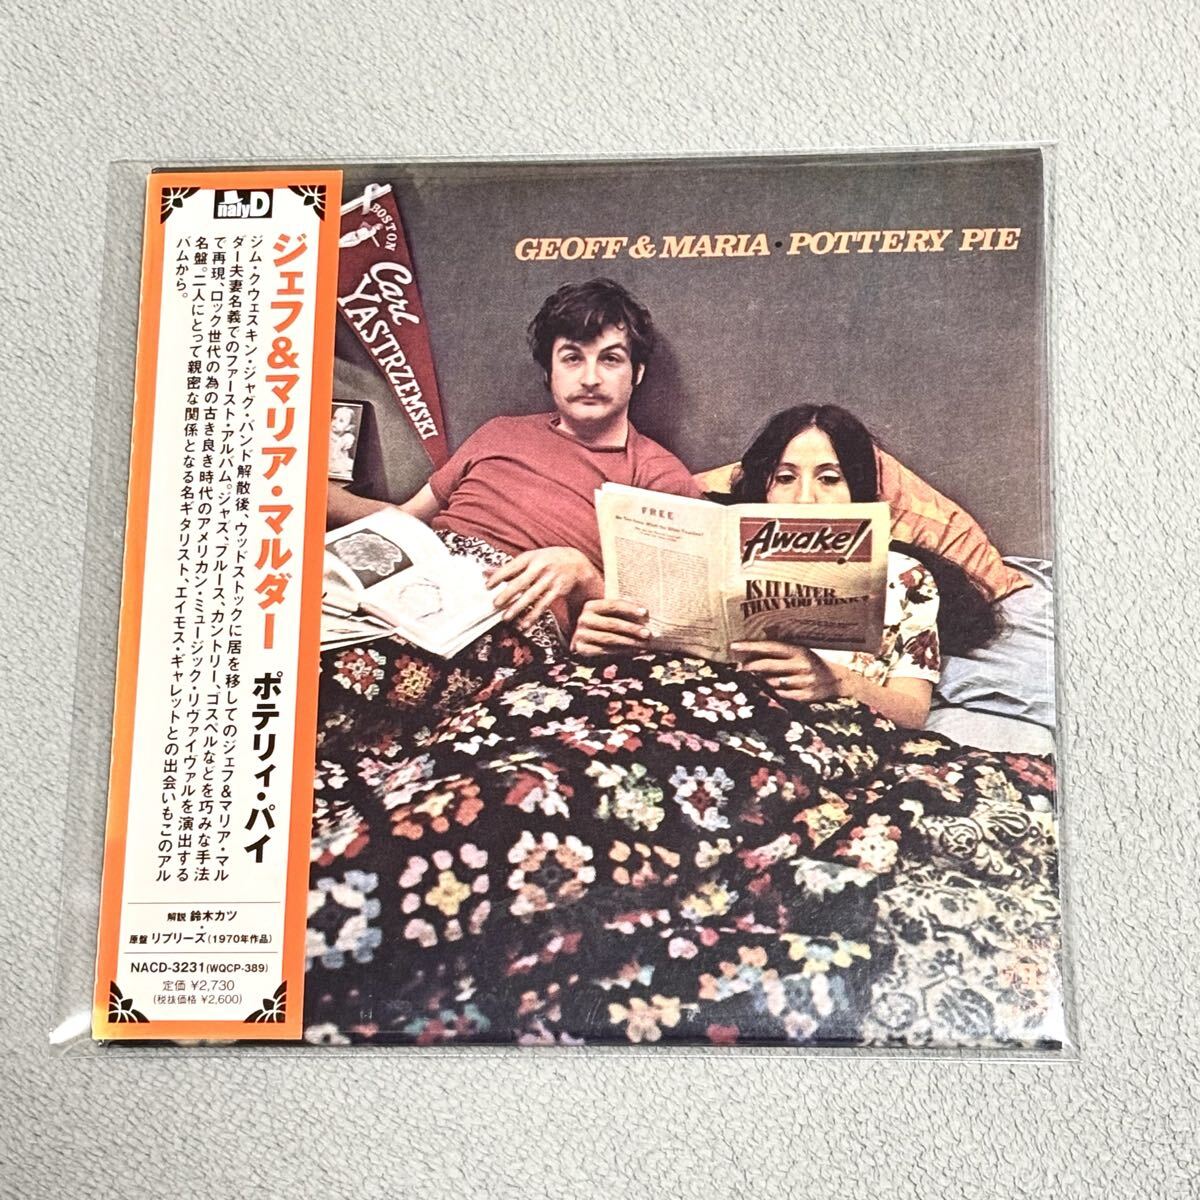 nalyD
ジェフ&マリア・マルダー ポテリィ・パイ
ジム・クウェスキン・ジャグ・バンド解散後、ウッドストックに居を移してのジェフ&マリア・マル
ダー夫妻名義でのファースト・アルバム。ジャズ、ブルース、カントリー、ゴスペルなどを巧みな手法
で再現、ロック世代の為の古き良き時代のアメリカン・ミュージック・リヴァイヴァルを演出する
名盤。二人にとって親密な関係となる名ギタリスト、エイモス・ギャレットとの出会いもこのアル
バムから。
解説 鈴木カツ
原盤 リプリーズ(1970年作品)
NACD-3231(WQCP-389)
定価 ¥2,730
(税抜価格 ¥2,600)
GEOFF & MARIA · POTTERY PIE
BOSTON
Carl
YASTRZEMSKI
FREE
Awake!
IS IT LATER
THAN YOU THINK?